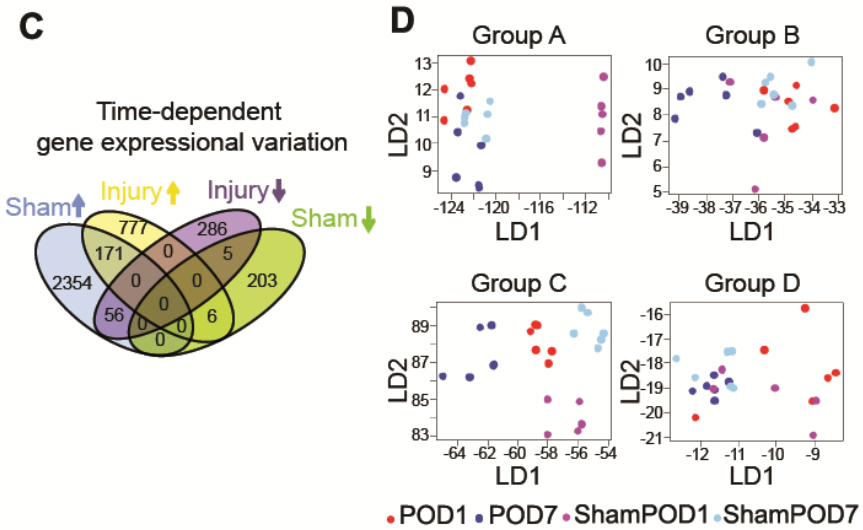 C
Time-dependent
gene expressional variation
Sham Injury Injury Sham
777 286
171 0 5
2354 0 0 203
0
56 0 0 6
0
D
Group A
LD2
13
12
11
10
9
-124 -120 -116 -112
LD1
Group B
LD2
10
9
8
7
6
5
-39 -38 -37 -36 -35 -34 -33
LD1
Group C
LD2
89
87
85
83
-64 -62 -60 -58 -56 -54
LD1
Group D
LD2
-16
-17
-18
-19
-20
-21
-12 -11 -10 -9
LD1
POD1 POD7 ShamPOD1 ShamPOD7